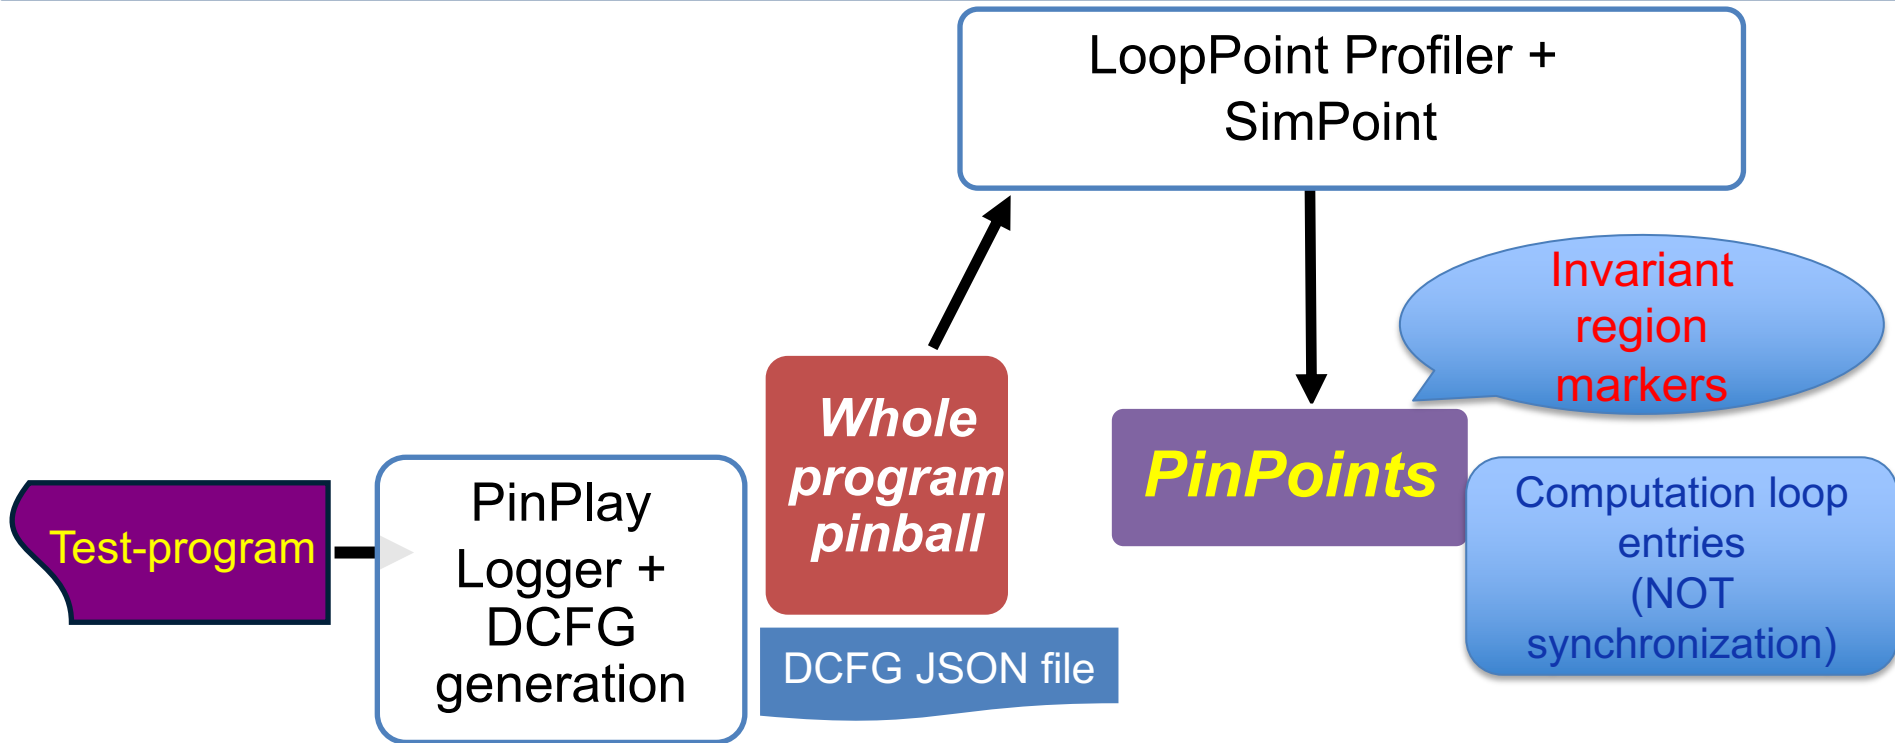 LoopPoint Profiler +
SimPoint
Invariant
region
markers
Whole
program
pinball
PinPoints
Test-program
PinPlay
Logger +
DCFG
generation
DCFG JSON file
Computation loop
entries
(NOT
synchronization)